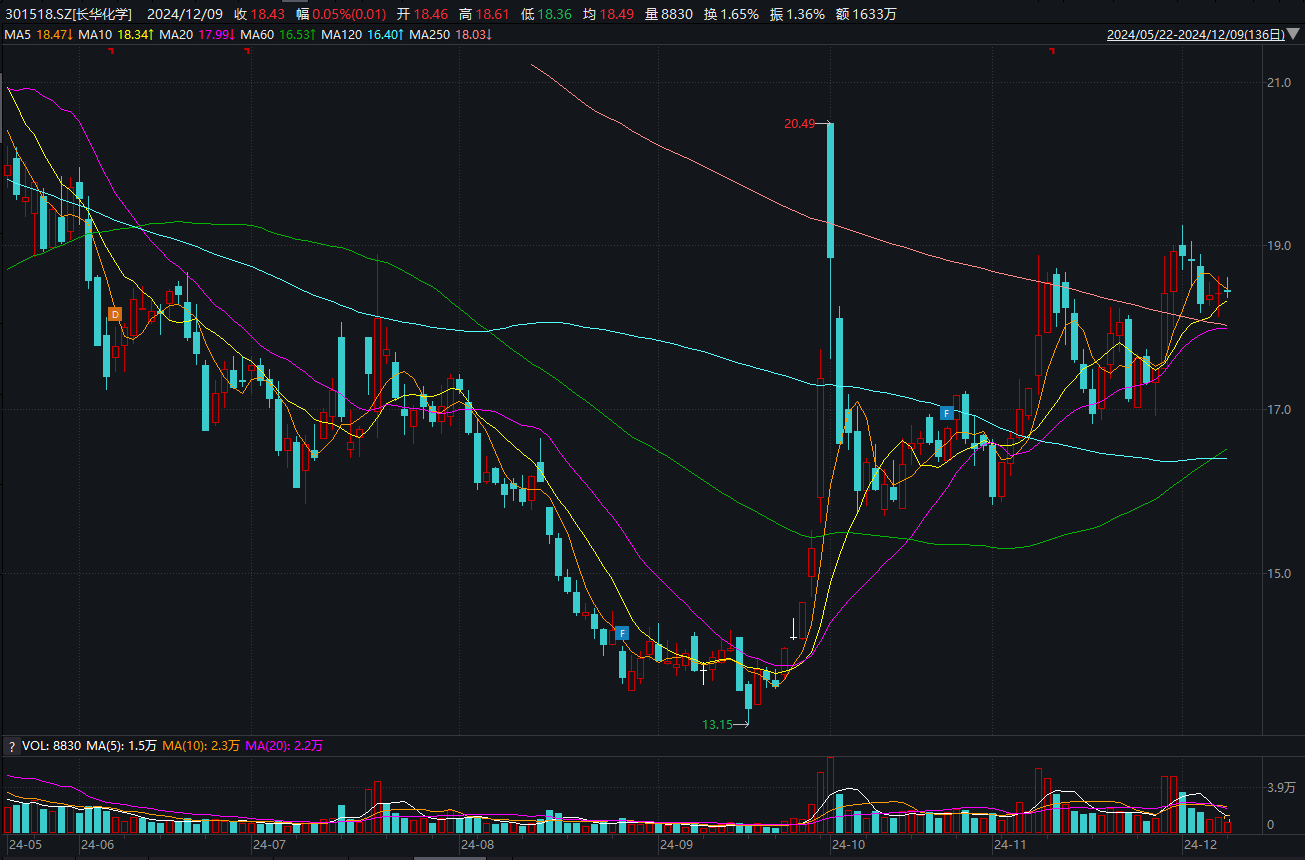 301518.SZ[长华化学] 2024/12/09 收 18.43 幅 0.05%(0.01) 开 18.46 高 18.61 低 18.36 均 18.49 量 8830 换 1.65% 振 1.36% 额 1633万
MA5 18.47↓ MA10 18.34↑ MA20 17.99↓ MA60 16.53↑ MA120 16.40↑ MA250 18.03↓ 2024/05/22-2024/12/09(136日)
21.0
20.49
D
19.0
17.0
F
15.0
F
13.15
? VOL: 8830 MA(5): 1.5万 MA(10): 2.3万 MA(20): 2.2万
3.9万
0
24-05 24-06 24-07 24-08 24-09 24-10 24-11 24-12